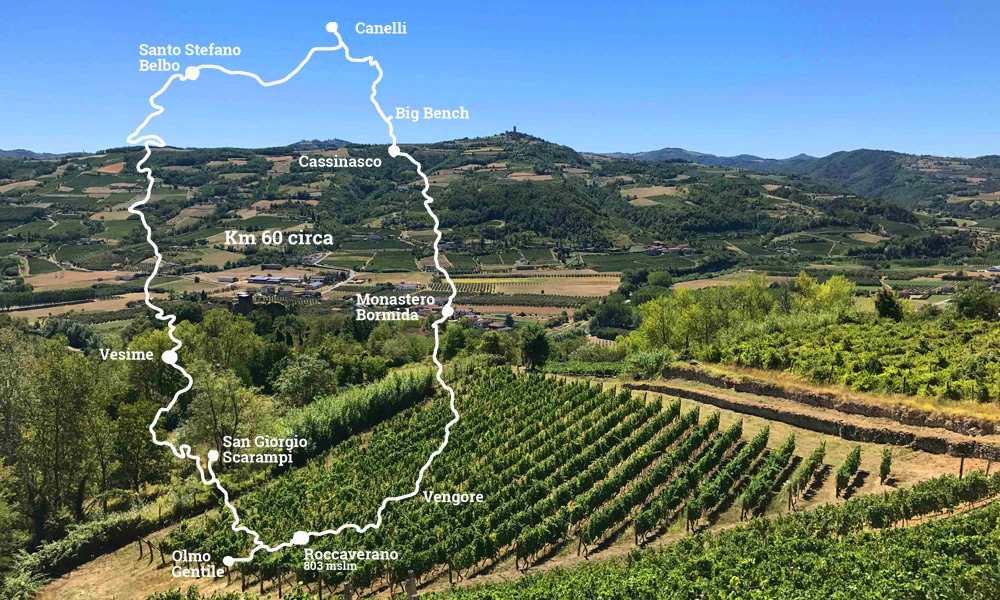 Canelli
Santo Stefano
Belbo
Big Bench
Cassinasco
Km 60 circa
Monastero
Bormida
Vesime
San Giorgio
Scarampi
Vengore
Olmo
Gentile
Roccaverano
803 mslm